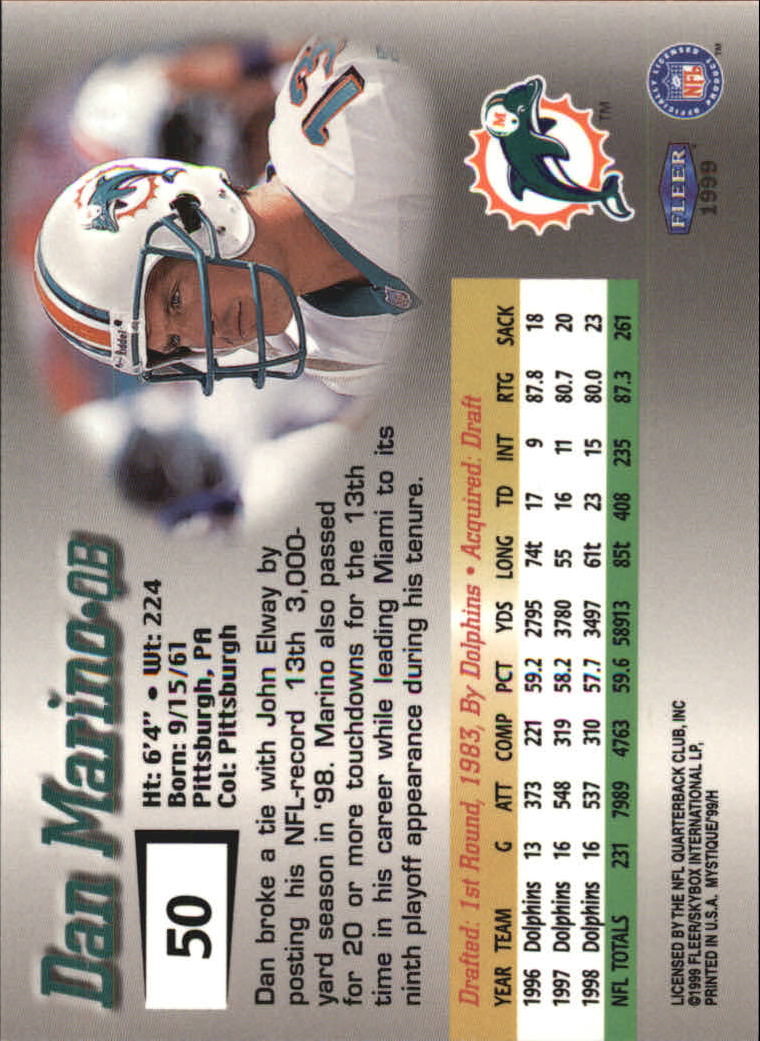 Dan Marino•QB
50
Ht: 6'4" • Wt: 224
Born: 9/15/61
Pittsburgh, PA
Col: Pittsburgh
Dan broke a tie with John Elway by
posting his NFL-record 13th 3,000-
yard season in '98. Marino also passed
for 20 or more touchdowns for the 13th
time in his career while leading Miami to its
ninth playoff appearance during his tenure.
Riddell
13
M
TM
Drafted: 1st Round, 1983, By Dolphins • Acquired: Draft
YEAR TEAM G ATT COMP PCT YDS LONG TD INT RTG SACK
1996 Dolphins 13 373 221 59.2 2795 74t 17 9 87.8 18
1997 Dolphins 16 548 319 58.2 3780 55 16 11 80.7 20
1998 Dolphins 16 537 310 57.7 3497 61t 23 15 80.0 23
NFL TOTALS 231 7989 4763 59.6 58913 85t 408 235 87.3 261
LICENSED BY THE NFL QUARTERBACK CLUB, INC
©1999 FLEER/SKYBOX INTERNATIONAL LP,
PRINTED IN U.S.A. MYSTIQUE/'99/H
FLEER
1999
OFFICIALLY LICENSED PRODUCT
NFL
TM